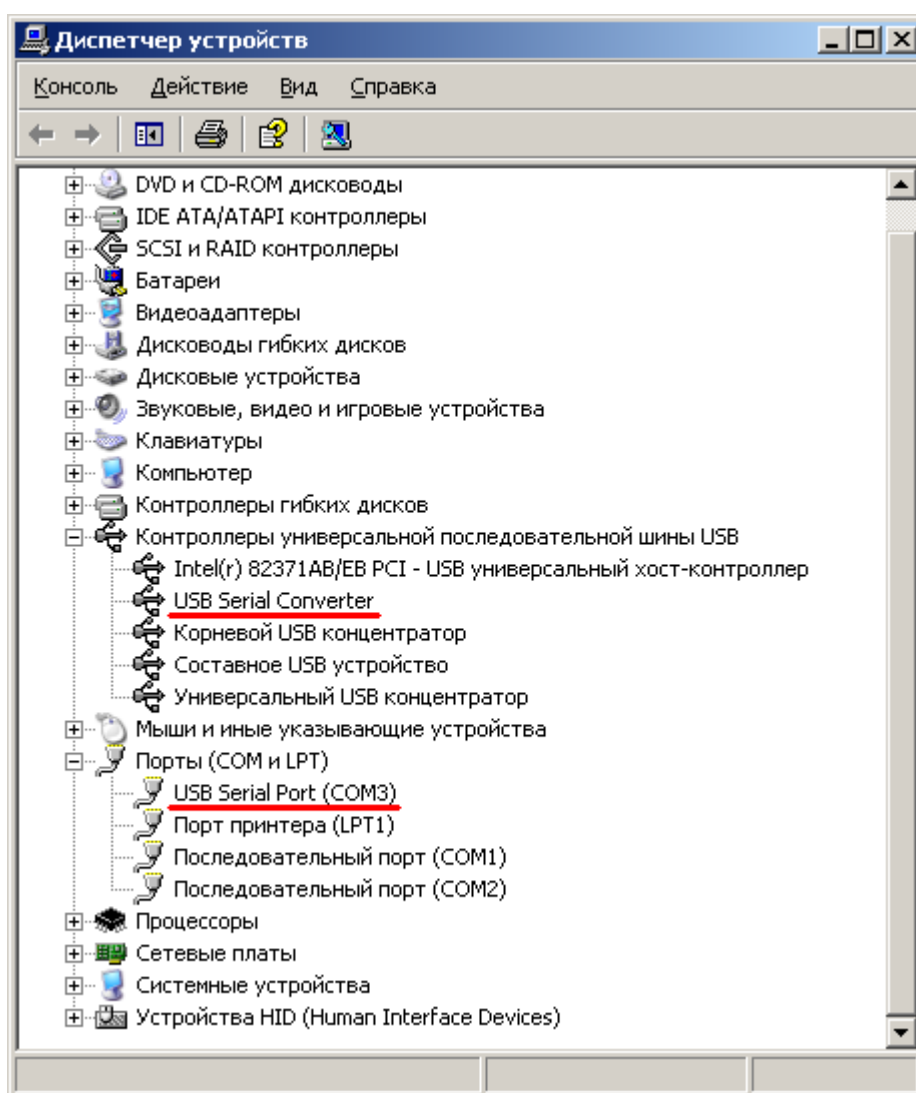 Диспетчер устройств
Консоль Действие Вид Справка
DVD и CD-ROM дисководы
IDE ATA/ATAPI контроллеры
SCSI и RAID контроллеры
Батареи
Видеоадаптеры
Дисководы гибких дисков
Дисковые устройства
Звуковые, видео и игровые устройства
Клавиатуры
Компьютер
Контроллеры гибких дисков
Контроллеры универсальной последовательной шины USB
Intel(r) 82371AB/EB PCI - USB универсальный хост-контроллер
USB Serial Converter
Корневой USB концентратор
Составное USB устройство
Универсальный USB концентратор
Мыши и иные указывающие устройства
Порты (COM и LPT)
USB Serial Port (COM3)
Порт принтера (LPT1)
Последовательный порт (COM1)
Последовательный порт (COM2)
Процессоры
Сетевые платы
Системные устройства
Устройства HID (Human Interface Devices)